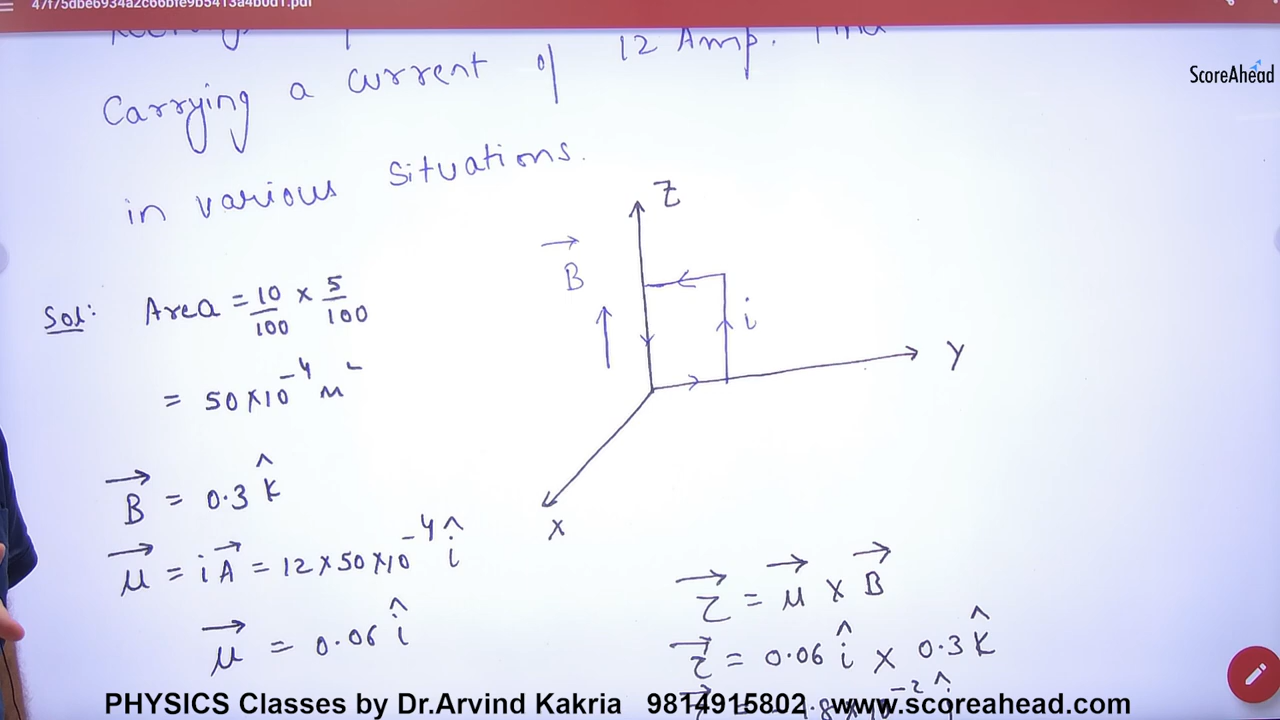 12 Amp.
Carrying a current of
in various situations.
ScoreAhead
Z
→B
i
Y
X
Sol: Area = 10/100 × 5/100
= 50×10⁻⁴ m²
→B = 0.3 k̂
→μ = i→A = 12×50×10⁻⁴ î
→μ = 0.06 î
→τ = →μ × →B
→τ = 0.06 î × 0.3 k̂
PHYSICS Classes by Dr.Arvind Kakria 9814915802 www.scoreahead.com